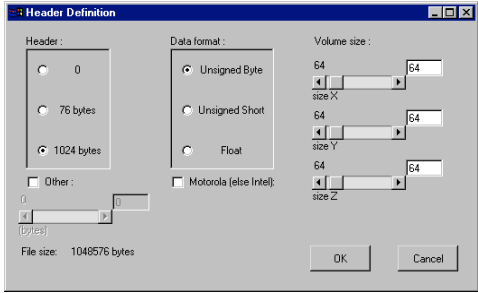 Header Definition
Header :
0
76 bytes
1024 bytes
Other :
0
0
(bytes)
File size: 1048576 bytes
Data format :
Unsigned Byte
Unsigned Short
Float
Motorola (else Intel):
Volume size :
64
64
size X
64
64
size Y
64
64
size Z
OK
Cancel